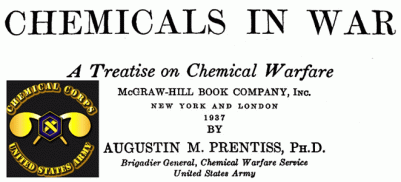 CHEMICALS IN WAR
A Treatise on Chemical Warfare
McGRAW-HILL BOOK COMPANY, INC.
NEW YORK AND LONDON
1937
BY
AUGUSTIN M. PRENTISS, PH.D.
Brigadier General, Chemical Warfare Service
United States Army
CHEMICAL CORPS
UNITED STATES ARMY